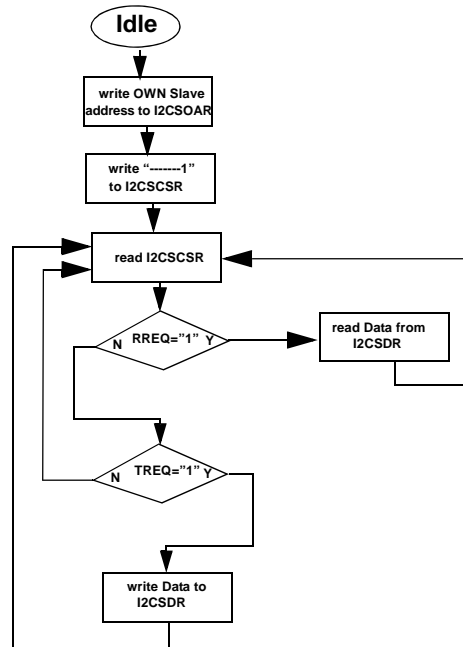 Idle
write OWN Slave
address to I2CSOAR
write “-------1”
to I2CSCSR
read I2CSCSR
N RREQ=”1” Y
read Data from
I2CSDR
N TREQ=”1” Y
write Data to
I2CSDR